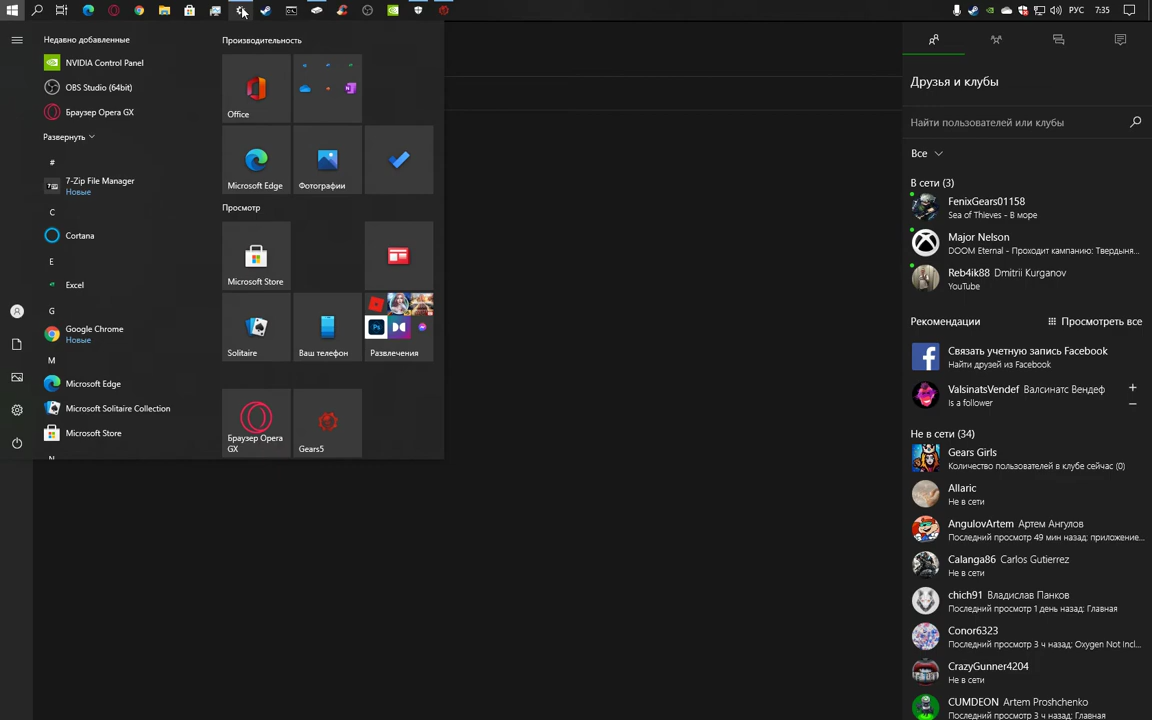 РУС
7:35
Недавно добавленные
NVIDIA Control Panel
OBS Studio (64bit)
Браузер Opera GX
Развернуть
#
7-Zip File Manager
Новые
C
Cortana
E
Excel
G
Google Chrome
Новые
M
Microsoft Edge
Microsoft Solitaire Collection
Microsoft Store
Производительность
Office
Microsoft Edge
Фотографии
Просмотр
Microsoft Store
Solitaire
Ваш телефон
Развлечения
Браузер Opera
GX
Gears5
Друзья и клубы
Найти пользователей или клубы
Все
В сети (3)
FenixGears01158
Sea of Thieves - В море
Major Nelson
DOOM Eternal - Проходит кампанию: Твердыня...
Reb4ik88 Dmitrii Kurganov
YouTube
Рекомендации
Просмотреть все
Связать учетную запись Facebook
Найти друзей из Facebook
ValsinatsVendef Валсинатс Вендеф
Is a follower
Не в сети (34)
Gears Girls
Количество пользователей в клубе сейчас (0)
Allaric
Не в сети
AngulovArtem Артем Ангулов
Последний просмотр 49 мин назад: приложение...
Calanga86 Carlos Gutierrez
Не в сети
chich91 Владислав Панков
Последний просмотр 1 день назад: Главная
Conor6323
Последний просмотр 3 ч назад: Oxygen Not Incl...
CrazyGunner4204
Не в сети
CUMDEON Artem Proshchenko
Последний просмотр 3 ч назад: Главная